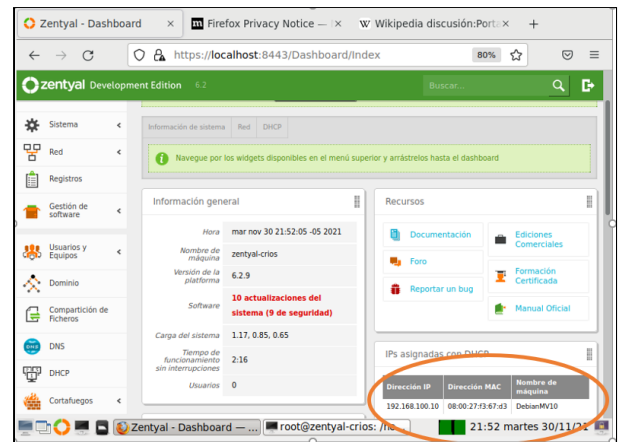 Zentyal - Dashboard
Firefox Privacy Notice —
Wikipedia discusión:Port
https://localhost:8443/Dashboard/Index
80%
zentyal Development Edition 6.2
Buscar...
Sistema
Red
Registros
Gestión de
software
Usuarios y
Equipos
Dominio
Compartición de
Ficheros
DNS
DHCP
Cortafuegos
Información de sistema Red DHCP
Navegue por los widgets disponibles en el menú superior y arrástrelos hasta el dashboard
Información general
Hora mar nov 30 21:52:05 -05 2021
Nombre de
máquina zentyal-crios
Versión de la
plataforma 6.2.9
Software 10 actualizaciones del
sistema (9 de seguridad)
Carga del sistema 1.17, 0.85, 0.65
Tiempo de
funcionamiento
sin interrupciones 2:16
Usuarios 0
Recursos
Documentación
Foro
Reportar un bug
Ediciones
Comerciales
Formación
Certificada
Manual Oficial
IPs asignadas con DHCP
Dirección IP Dirección MAC Nombre de
máquina
192.168.100.10 08:00:27:f3:67:d3 DebianMV10
Zentyal - Dashboard — ...
root@zentyal-crios: /ho...
21:52 martes 30/11/21